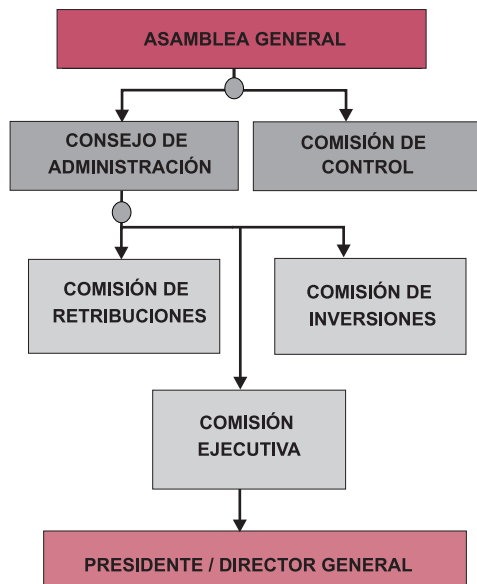 ASAMBLEA GENERAL
CONSEJO DE
ADMINISTRACIÓN
COMISIÓN DE
CONTROL
COMISIÓN DE
RETRIBUCIONES
COMISIÓN DE
INVERSIONES
COMISIÓN
EJECUTIVA
PRESIDENTE / DIRECTOR GENERAL